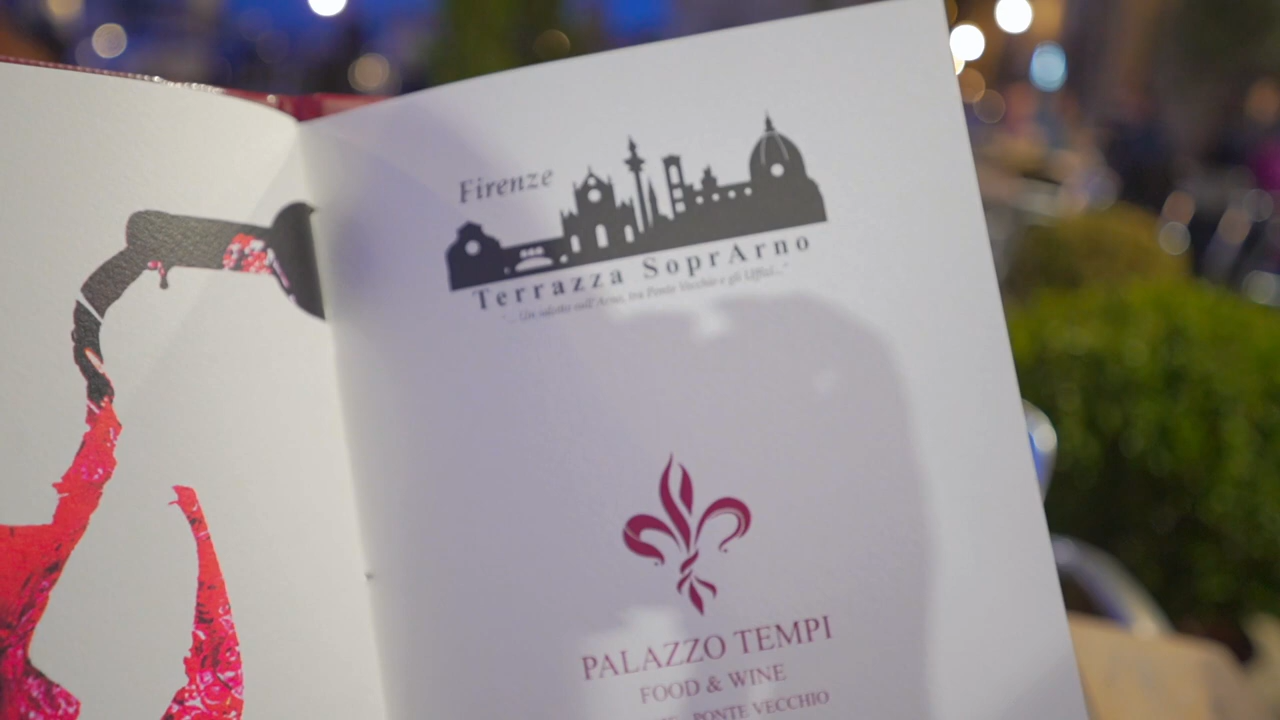 Firenze
Terrazza SoprArno
"... Un salotto sull'Arno, tra Ponte Vecchio e gli Uffizi..."
PALAZZO TEMPI
FOOD & WINE
PONTE VECCHIO